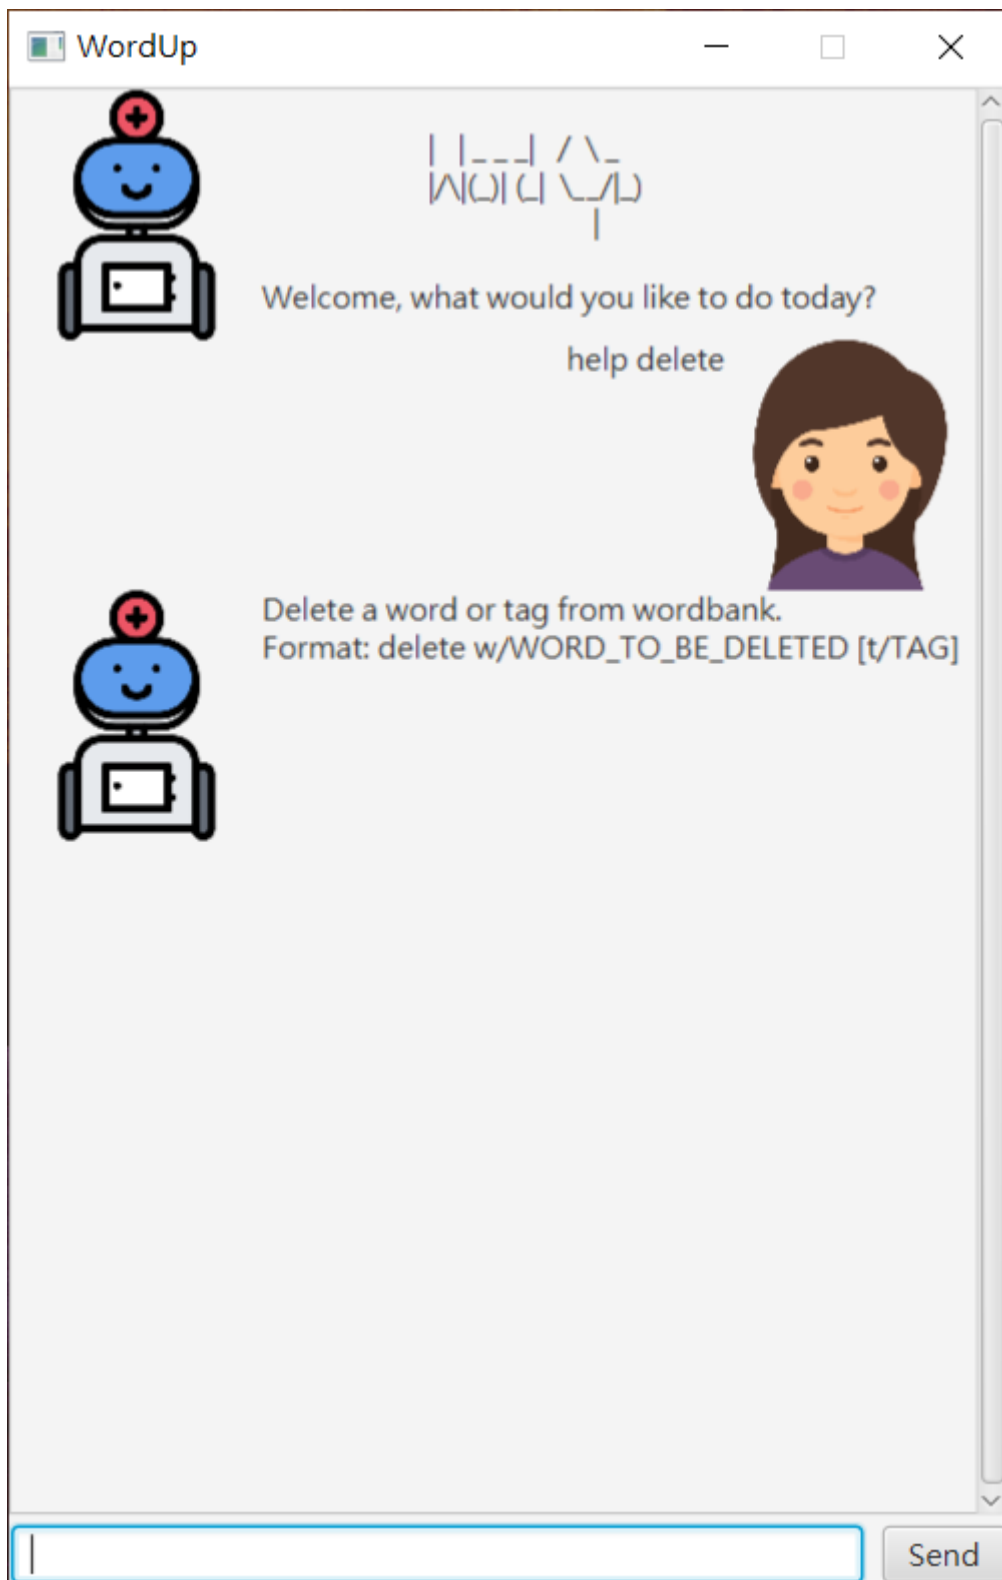 WordUp
|   |_ _ _|   /  \ _
|/\|(_)| (_|  \__/|_)
|
Welcome, what would you like to do today?
help delete
Delete a word or tag from wordbank.
Format: delete w/WORD_TO_BE_DELETED [t/TAG]
Send